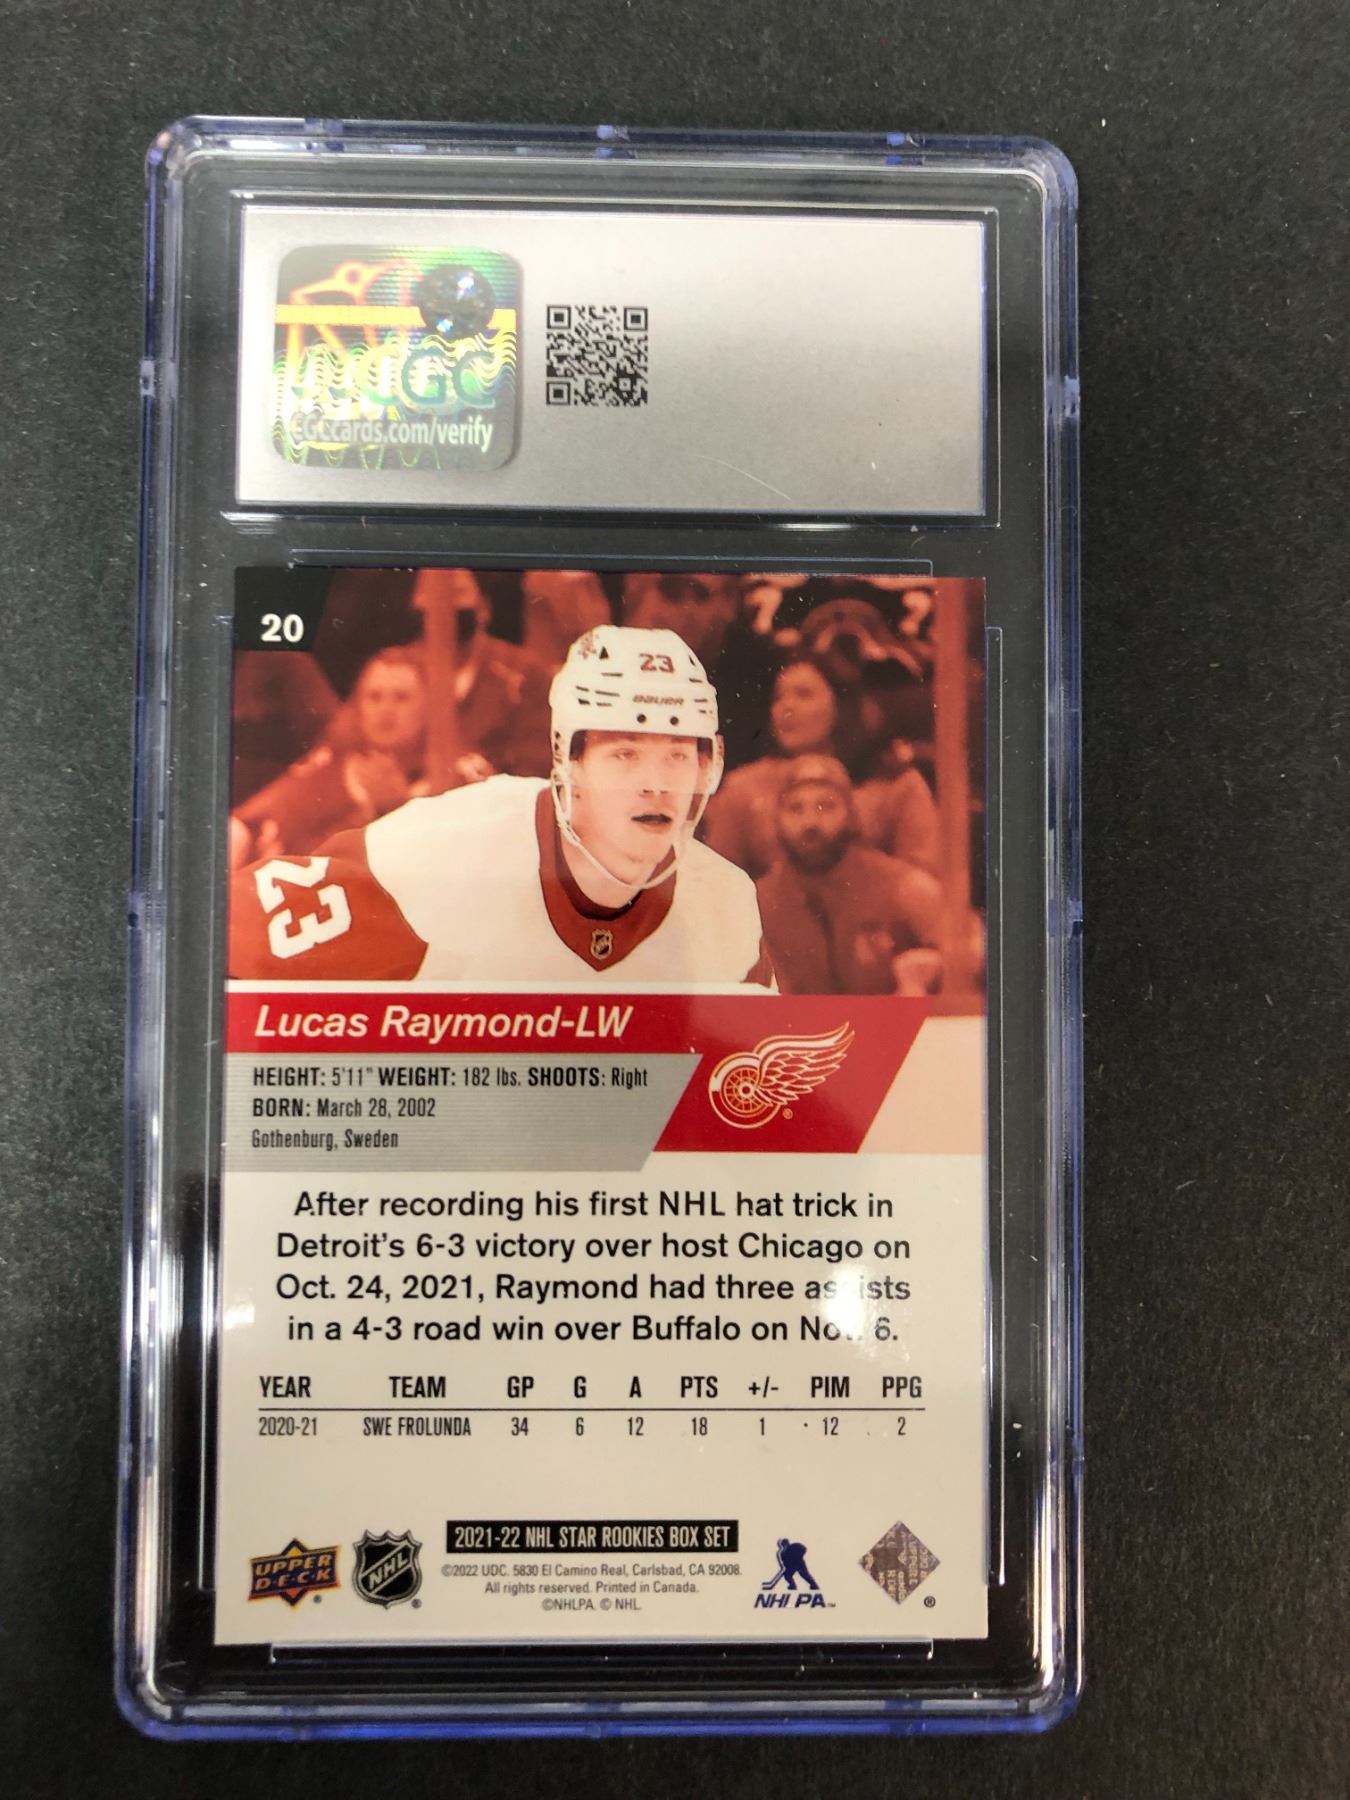 CGC
CGCcards.com/verify
20
23
BAUER
23
Lucas Raymond-LW
HEIGHT: 5'11" WEIGHT: 182 lbs. SHOOTS: Right
BORN: March 28, 2002
Gothenburg, Sweden
After recording his first NHL hat trick in
Detroit's 6-3 victory over host Chicago on
Oct. 24, 2021, Raymond had three assists
in a 4-3 road win over Buffalo on Nov. 6.
YEAR TEAM GP G A PTS +/- PIM PPG
2020-21 SWE FROLUNDA 34 6 12 18 1 12 2
2021-22 NHL STAR ROOKIES BOX SET
©2022 UDC. 5830 El Camino Real, Carlsbad, CA 92008.
All rights reserved. Printed in Canada.
©NHLPA. © NHL.
UPPER
D·E·C·K
®
NHL
®
NHLPA™
®